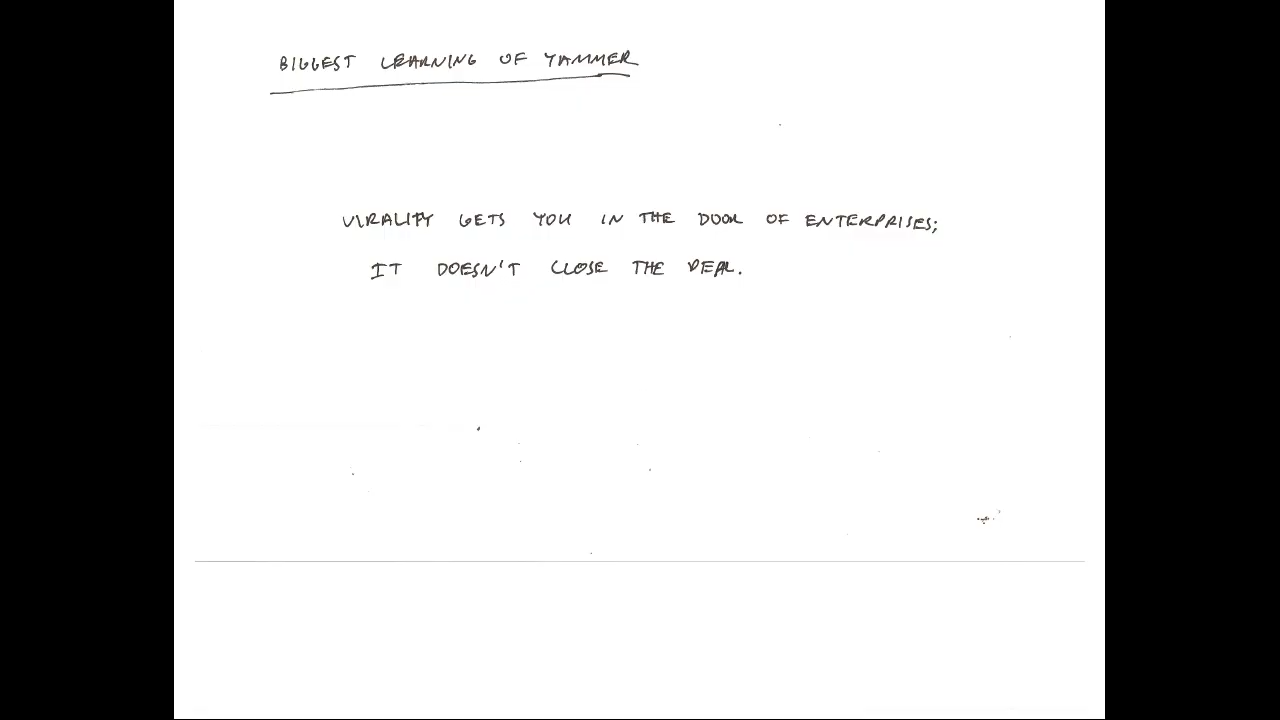 BIGGEST LEARNING OF YAMMER
VIRALITY GETS YOU IN THE DOOR OF ENTERPRISES;
IT DOESN'T CLOSE THE DEAL.